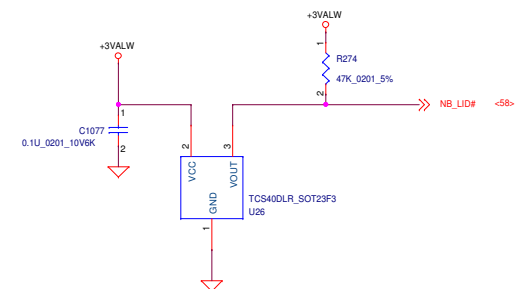 +3VALW
+3VALW
1
R274
47K_0201_5%
2
NB_LID#
<58>
1
C1077
0.1U_0201_10V6K
2
2
3
VCC
VOUT
GND
TCS40DLR_SOT23F3
U26
1